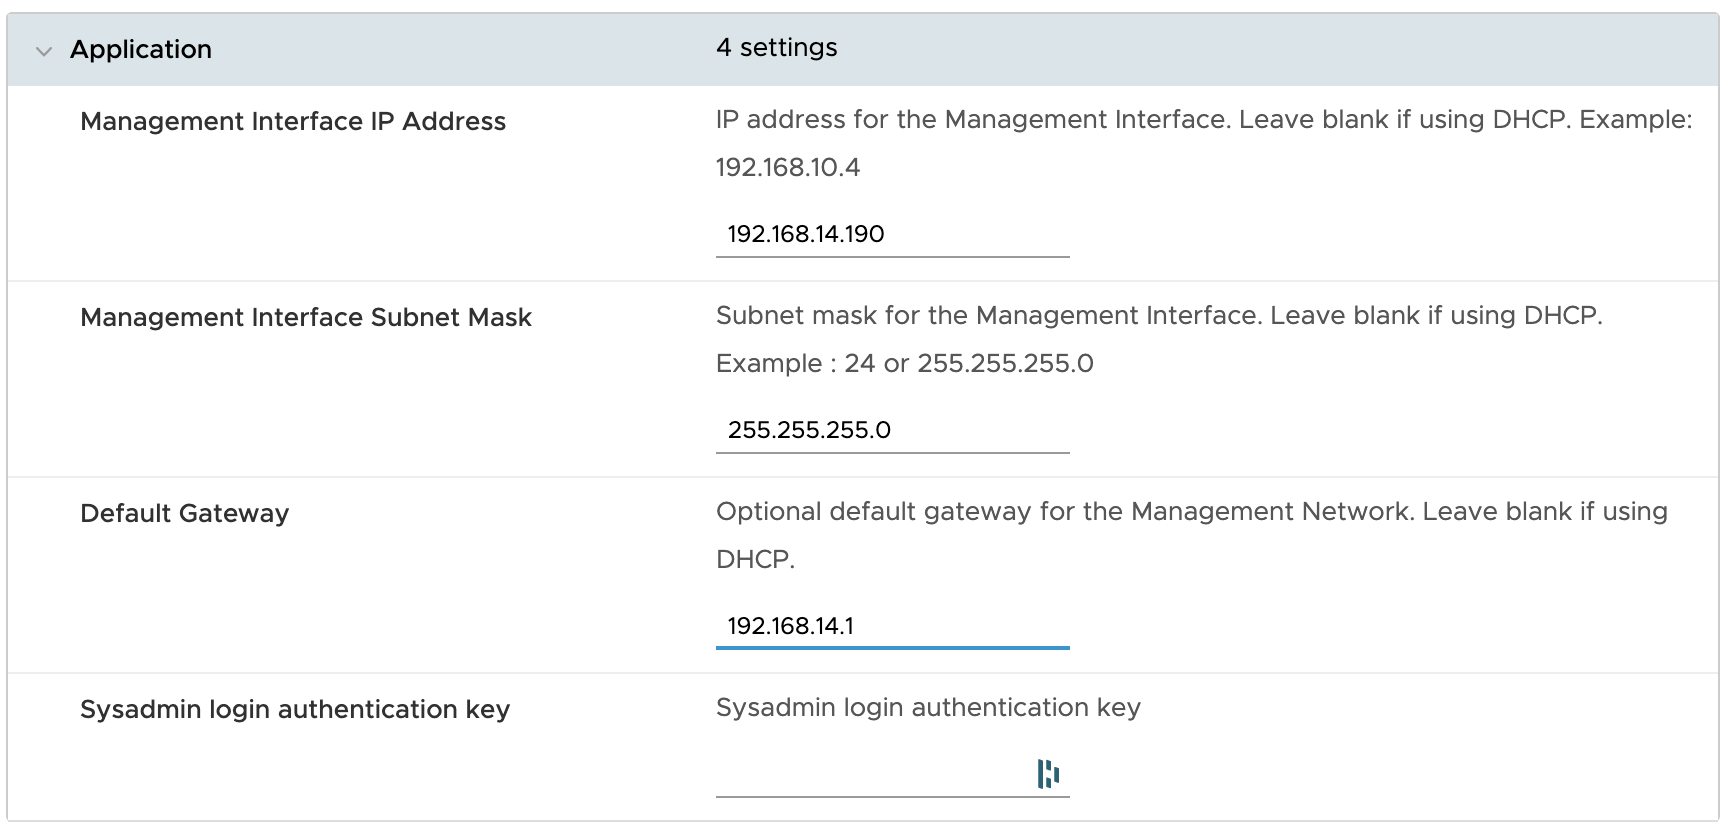 Application
4 settings
Management Interface IP Address
IP address for the Management Interface. Leave blank if using DHCP. Example:
192.168.10.4
192.168.14.190
Management Interface Subnet Mask
Subnet mask for the Management Interface. Leave blank if using DHCP.
Example : 24 or 255.255.255.0
255.255.255.0
Default Gateway
Optional default gateway for the Management Network. Leave blank if using
DHCP.
192.168.14.1
Sysadmin login authentication key
Sysadmin login authentication key